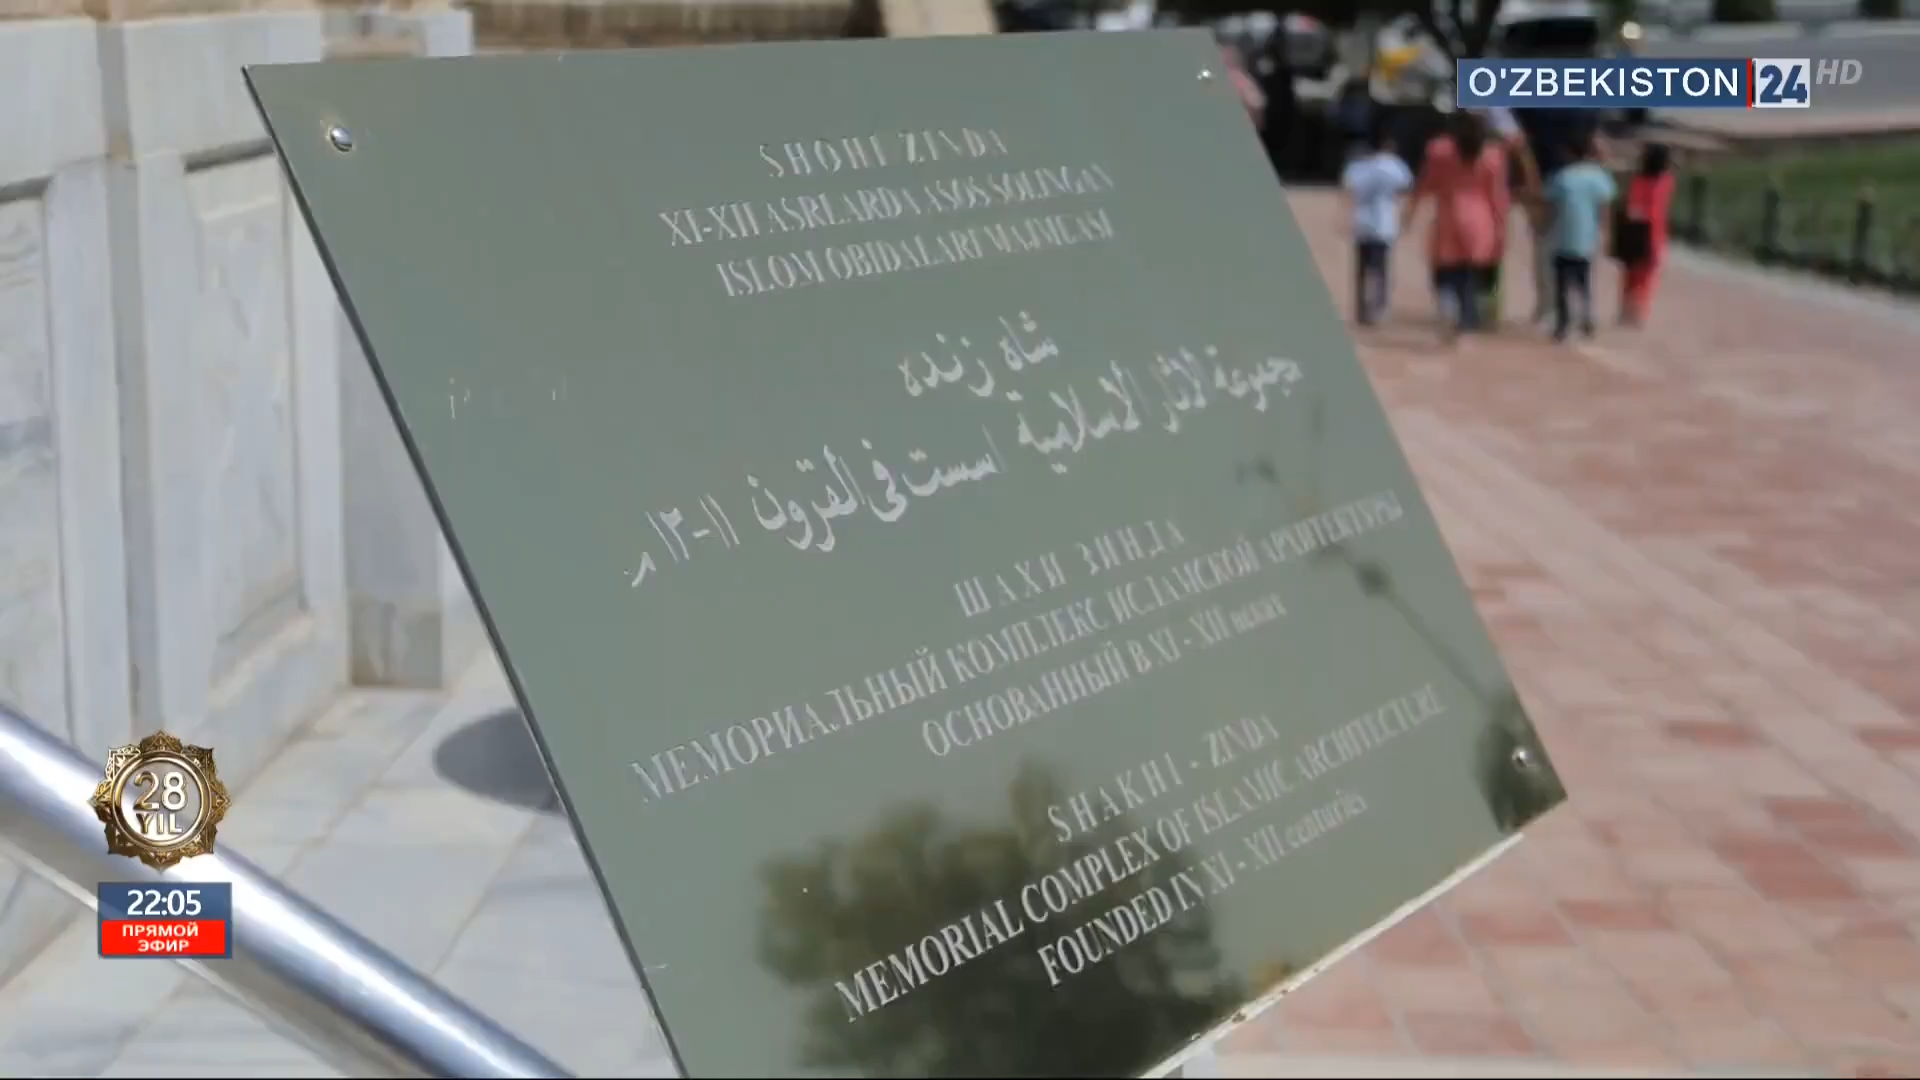 O'ZBEKISTON 24 HD
SHOHI ZINDA
XI-XII ASRLARDA ASOS SOLINGAN
ISLOM OBIDALARI MAJMUASI
شاه زنده
مجموعة الاثار الاسلامية اسست فى القرون ١١-١٢ م
ШАХИ ЗИНДА
МЕМОРИАЛЬНЫЙ КОМПЛЕКС ИСЛАМСКОЙ АРХИТЕКТУРЫ
ОСНОВАННЫЙ В XI - XII веках
SHAKHI - ZINDA
MEMORIAL COMPLEX OF ISLAMIC ARCHITECTURE
FOUNDED IN XI - XII centuries
28
YIL
22:05
ПРЯМОЙ
ЭФИР